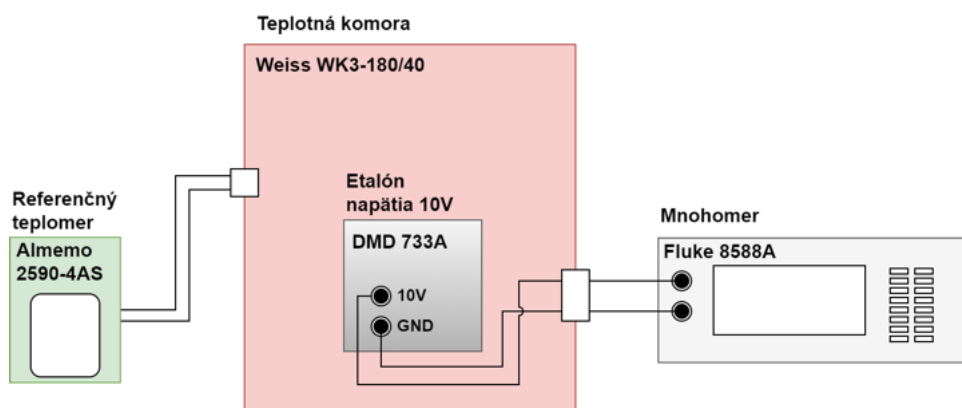 Teplotná komora
Weiss WK3-180/40
Referenčný
teplomer
Almemo
2590-4AS
Etalón
napätia 10V
DMD 733A
10V
GND
Mnohomer
Fluke 8588A